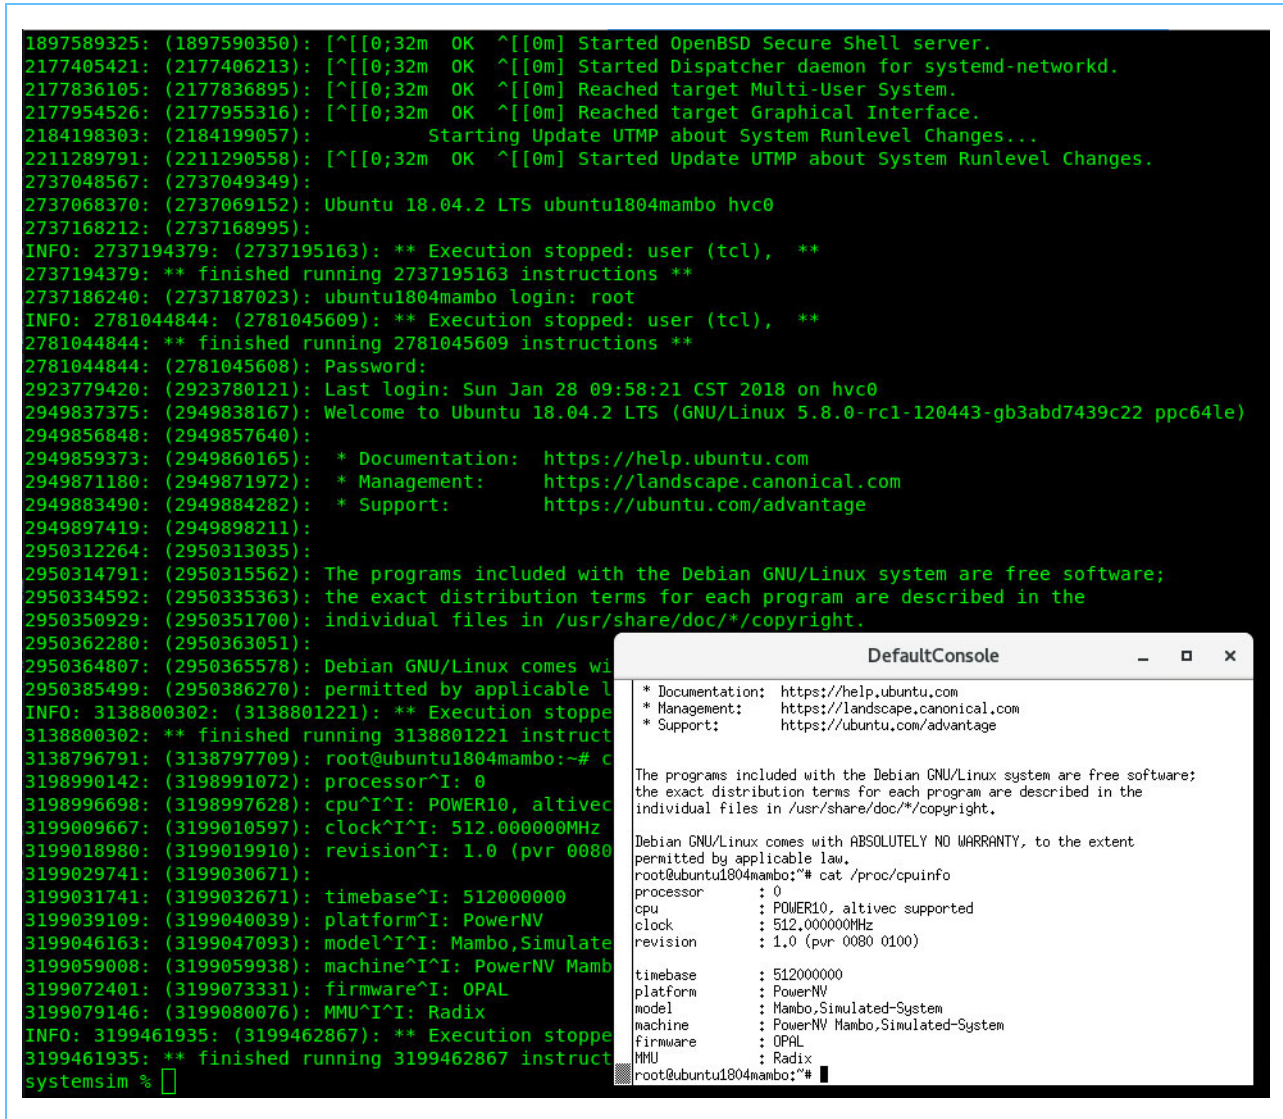 1897589325: (1897590350): [^[[0;32m  OK  ^[[0m] Started OpenBSD Secure Shell server.
2177405421: (2177406213): [^[[0;32m  OK  ^[[0m] Started Dispatcher daemon for systemd-networkd.
2177836105: (2177836895): [^[[0;32m  OK  ^[[0m] Reached target Multi-User System.
2177954526: (2177955316): [^[[0;32m  OK  ^[[0m] Reached target Graphical Interface.
2184198303: (2184199057):             Starting Update UTMP about System Runlevel Changes...
2211289791: (2211290558): [^[[0;32m  OK  ^[[0m] Started Update UTMP about System Runlevel Changes.
2737048567: (2737049349):
2737068370: (2737069152): Ubuntu 18.04.2 LTS ubuntu1804mambo hvc0
2737168212: (2737168995):
INFO: 2737194379: (2737195163): ** Execution stopped: user (tcl),  **
2737194379: ** finished running 2737195163 instructions **
2737186240: (2737187023): ubuntu1804mambo login: root
INFO: 2781044844: (2781045609): ** Execution stopped: user (tcl),  **
2781044844: ** finished running 2781045609 instructions **
2781044844: (2781045608): Password:
2923779420: (2923780121): Last login: Sun Jan 28 09:58:21 CST 2018 on hvc0
2949837375: (2949838167): Welcome to Ubuntu 18.04.2 LTS (GNU/Linux 5.8.0-rc1-120443-gb3abd7439c22 ppc64le)
2949856848: (2949857640):
2949859373: (2949860165):  * Documentation:  https://help.ubuntu.com
2949871180: (2949871972):  * Management:     https://landscape.canonical.com
2949883490: (2949884282):  * Support:        https://ubuntu.com/advantage
2949897419: (2949898211):
2950312264: (2950313035):
2950314791: (2950315562): The programs included with the Debian GNU/Linux system are free software;
2950334592: (2950335363): the exact distribution terms for each program are described in the
2950350929: (2950351700): individual files in /usr/share/doc/*/copyright.
2950362280: (2950363051):
2950364807: (2950365578): Debian GNU/Linux comes wi
2950385499: (2950386270): permitted by applicable l
INFO: 3138800302: (3138801221): ** Execution stoppe
3138800302: ** finished running 3138801221 instruct
3138796791: (3138797709): root@ubuntu1804mambo:~# c
3198990142: (3198991072): processor^I: 0
3198996698: (3198997628): cpu^I^I: POWER10, altivec
3199009667: (3199010597): clock^I^I: 512.000000MHz
3199018980: (3199019910): revision^I: 1.0 (pvr 0080
3199029741: (3199030671):
3199031741: (3199032671): timebase^I: 512000000
3199039109: (3199040039): platform^I: PowerNV
3199046163: (3199047093): model^I^I: Mambo,Simulate
3199059008: (3199059938): machine^I^I: PowerNV Mamb
3199072401: (3199073331): firmware^I: OPAL
3199079146: (3199080076): MMU^I^I: Radix
INFO: 3199461935: (3199462867): ** Execution stoppe
3199461935: ** finished running 3199462867 instruct
systemsim %
DefaultConsole
* Documentation:  https://help.ubuntu.com
* Management:     https://landscape.canonical.com
* Support:        https://ubuntu.com/advantage
The programs included with the Debian GNU/Linux system are free software;
the exact distribution terms for each program are described in the
individual files in /usr/share/doc/*/copyright.
Debian GNU/Linux comes with ABSOLUTELY NO WARRANTY, to the extent
permitted by applicable law.
root@ubuntu1804mambo:~# cat /proc/cpuinfo
processor       : 0
cpu             : POWER10, altivec supported
clock           : 512.000000MHz
revision        : 1.0 (pvr 0080 0100)
timebase        : 512000000
platform        : PowerNV
model           : Mambo,Simulated-System
machine         : PowerNV Mambo,Simulated-System
firmware        : OPAL
MMU             : Radix
root@ubuntu1804mambo:~#